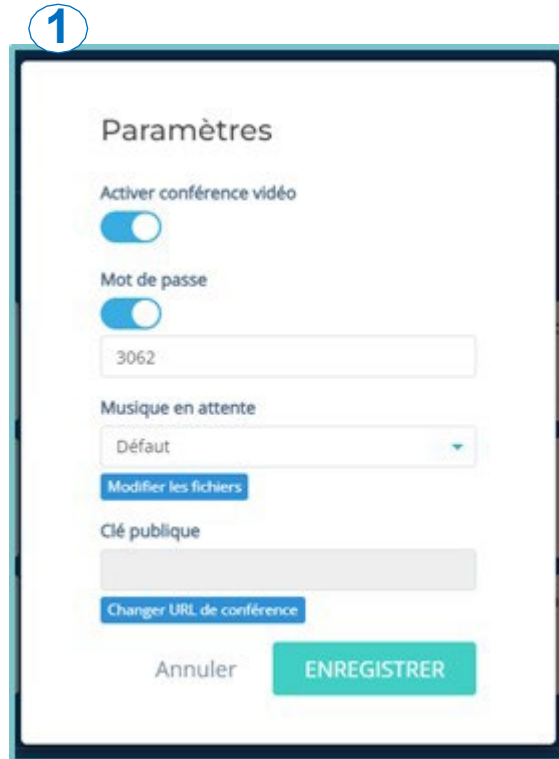 1
Paramètres
Activer conférence vidéo
Mot de passe
3062
Musique en attente
Défaut
Modifier les fichiers
Clé publique
Changer URL de conférence
Annuler ENREGISTRER